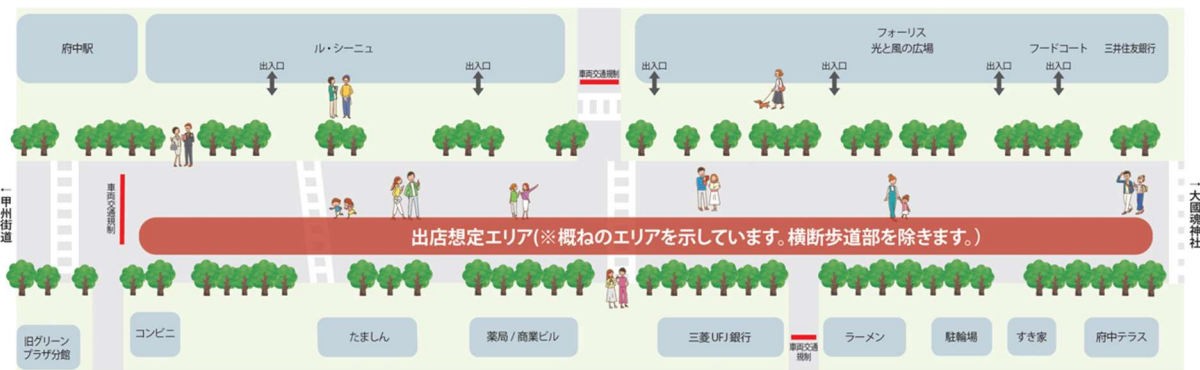 府中駅
ル・シーニュ
フォーリス
光と風の広場
フードコート
三井住友銀行
出入口
出入口
車両交通規制
出入口
出入口
出入口
出入口
←甲州街道
車両交通規制
→大國魂神社
出店想定エリア(※概ねのエリアを示しています。横断歩道部を除きます。)
旧グリーン
プラザ分館
コンビニ
たましん
薬局/商業ビル
三菱UFJ銀行
車両交通
規制
ラーメン
駐輪場
すき家
府中テラス